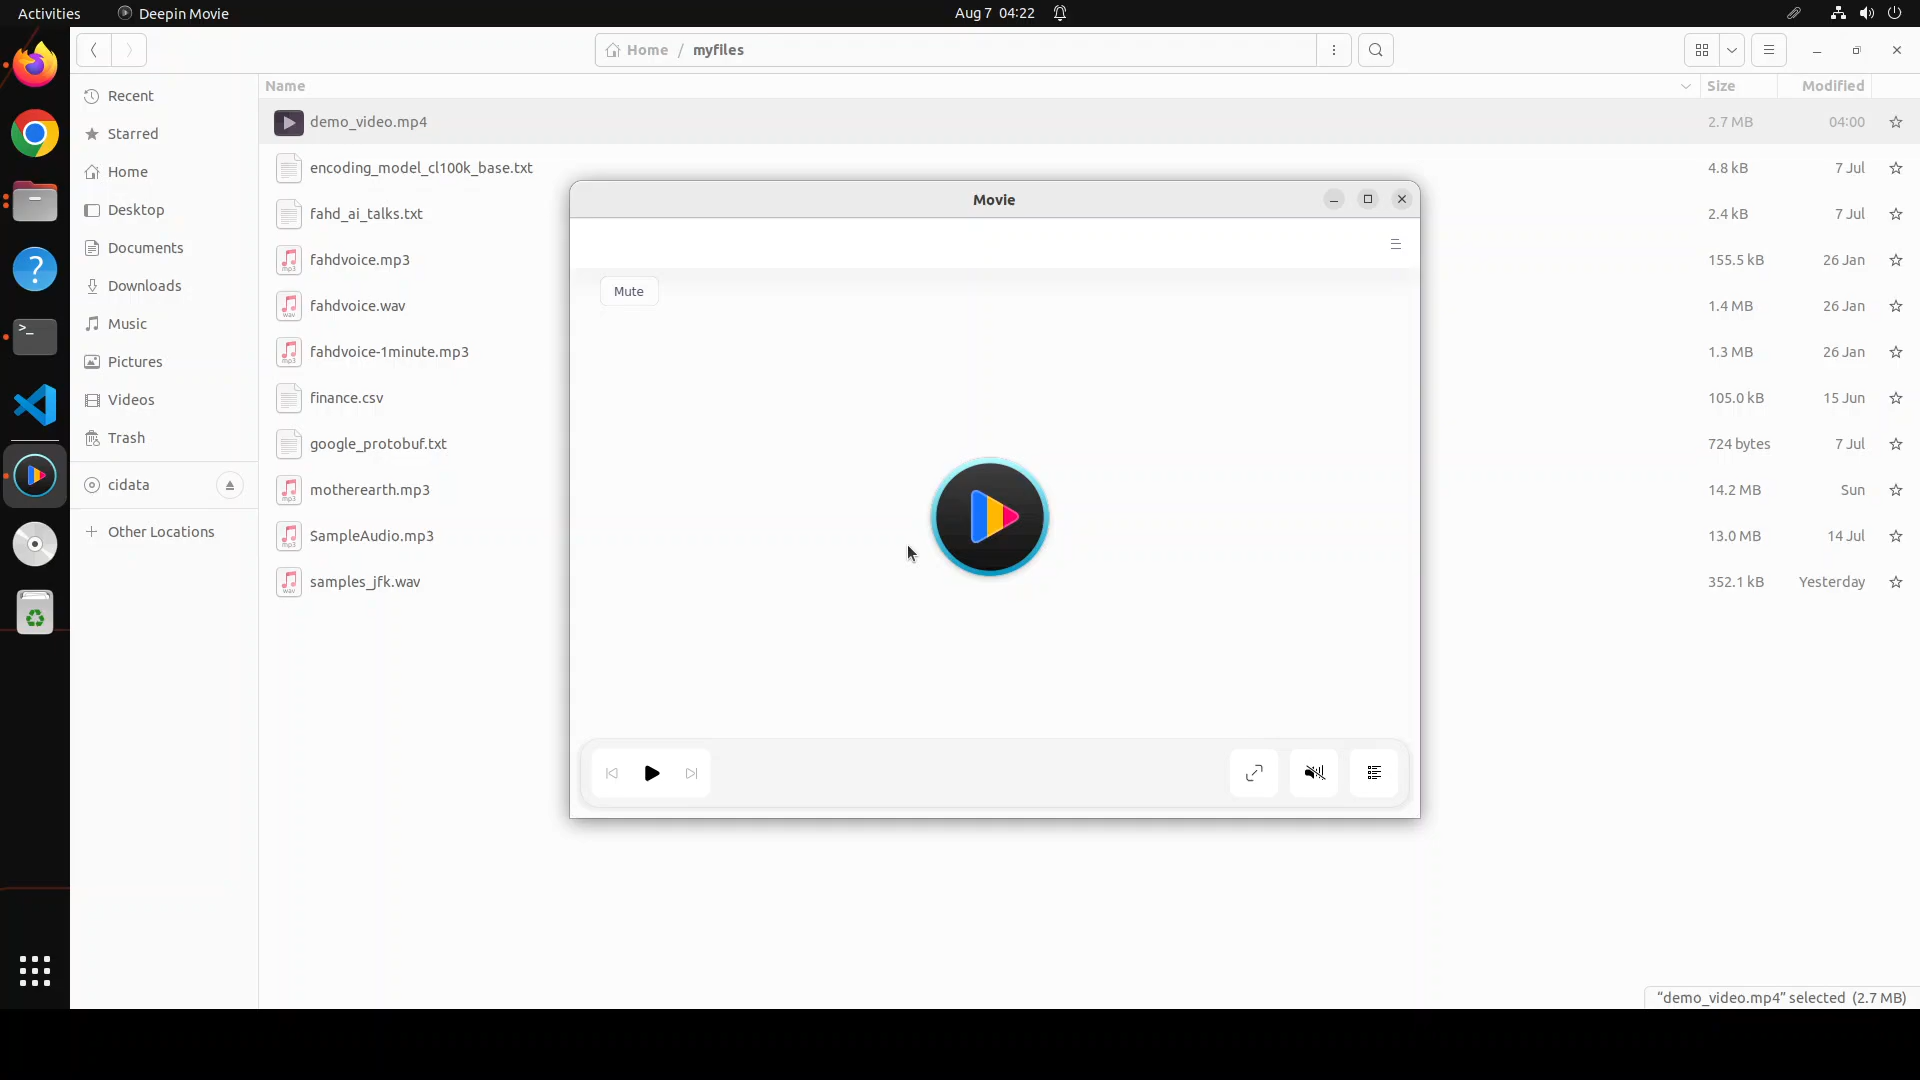 Activities
Deepin Movie
Aug 7 04:22
Home / myfiles
Name
Size
Modified
Recent
Starred
Home
Desktop
Documents
Downloads
Music
Pictures
Videos
Trash
cidata
+ Other Locations
demo_video.mp4 2.7 MB 04:00
encoding_model_cl100k_base.txt 4.8 kB 7 Jul
fahd_ai_talks.txt 2.4 kB 7 Jul
fahdvoice.mp3 155.5 kB 26 Jan
fahdvoice.wav 1.4 MB 26 Jan
fahdvoice-1minute.mp3 1.3 MB 26 Jan
finance.csv 105.0 kB 15 Jun
google_protobuf.txt 724 bytes 7 Jul
motherearth.mp3 14.2 MB Sun
SampleAudio.mp3 13.0 MB 14 Jul
samples_jfk.wav 352.1 kB Yesterday
Movie
Mute
“demo_video.mp4” selected (2.7 MB)